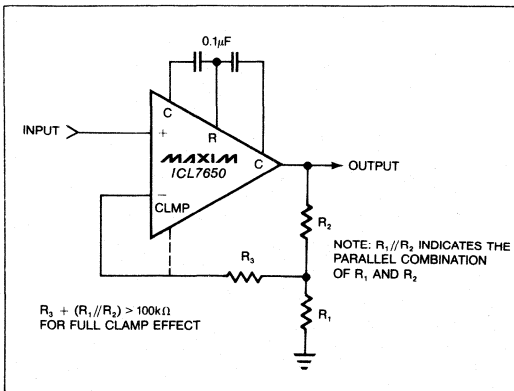 0.1µF
C
R
C
INPUT
+
MAXIM
ICL7650
−
CLMP
OUTPUT
R₂
R₃
NOTE: R₁//R₂ INDICATES THE
PARALLEL COMBINATION
OF R₁ AND R₂
R₁
R₃ + (R₁//R₂) > 100kΩ
FOR FULL CLAMP EFFECT